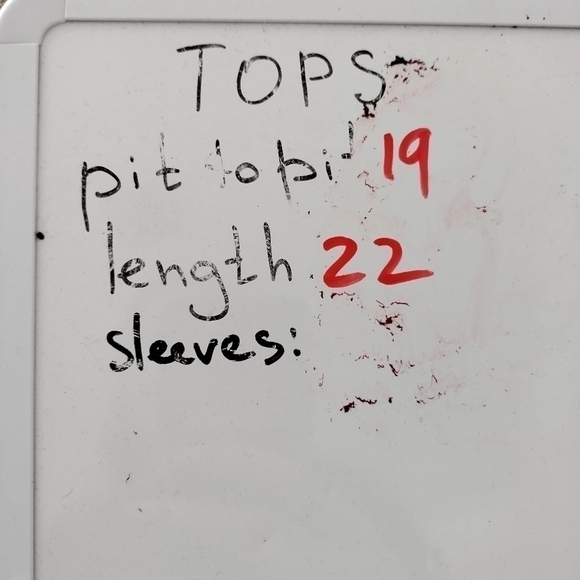 TOPS
pit to pit 19
length 22
sleeves: